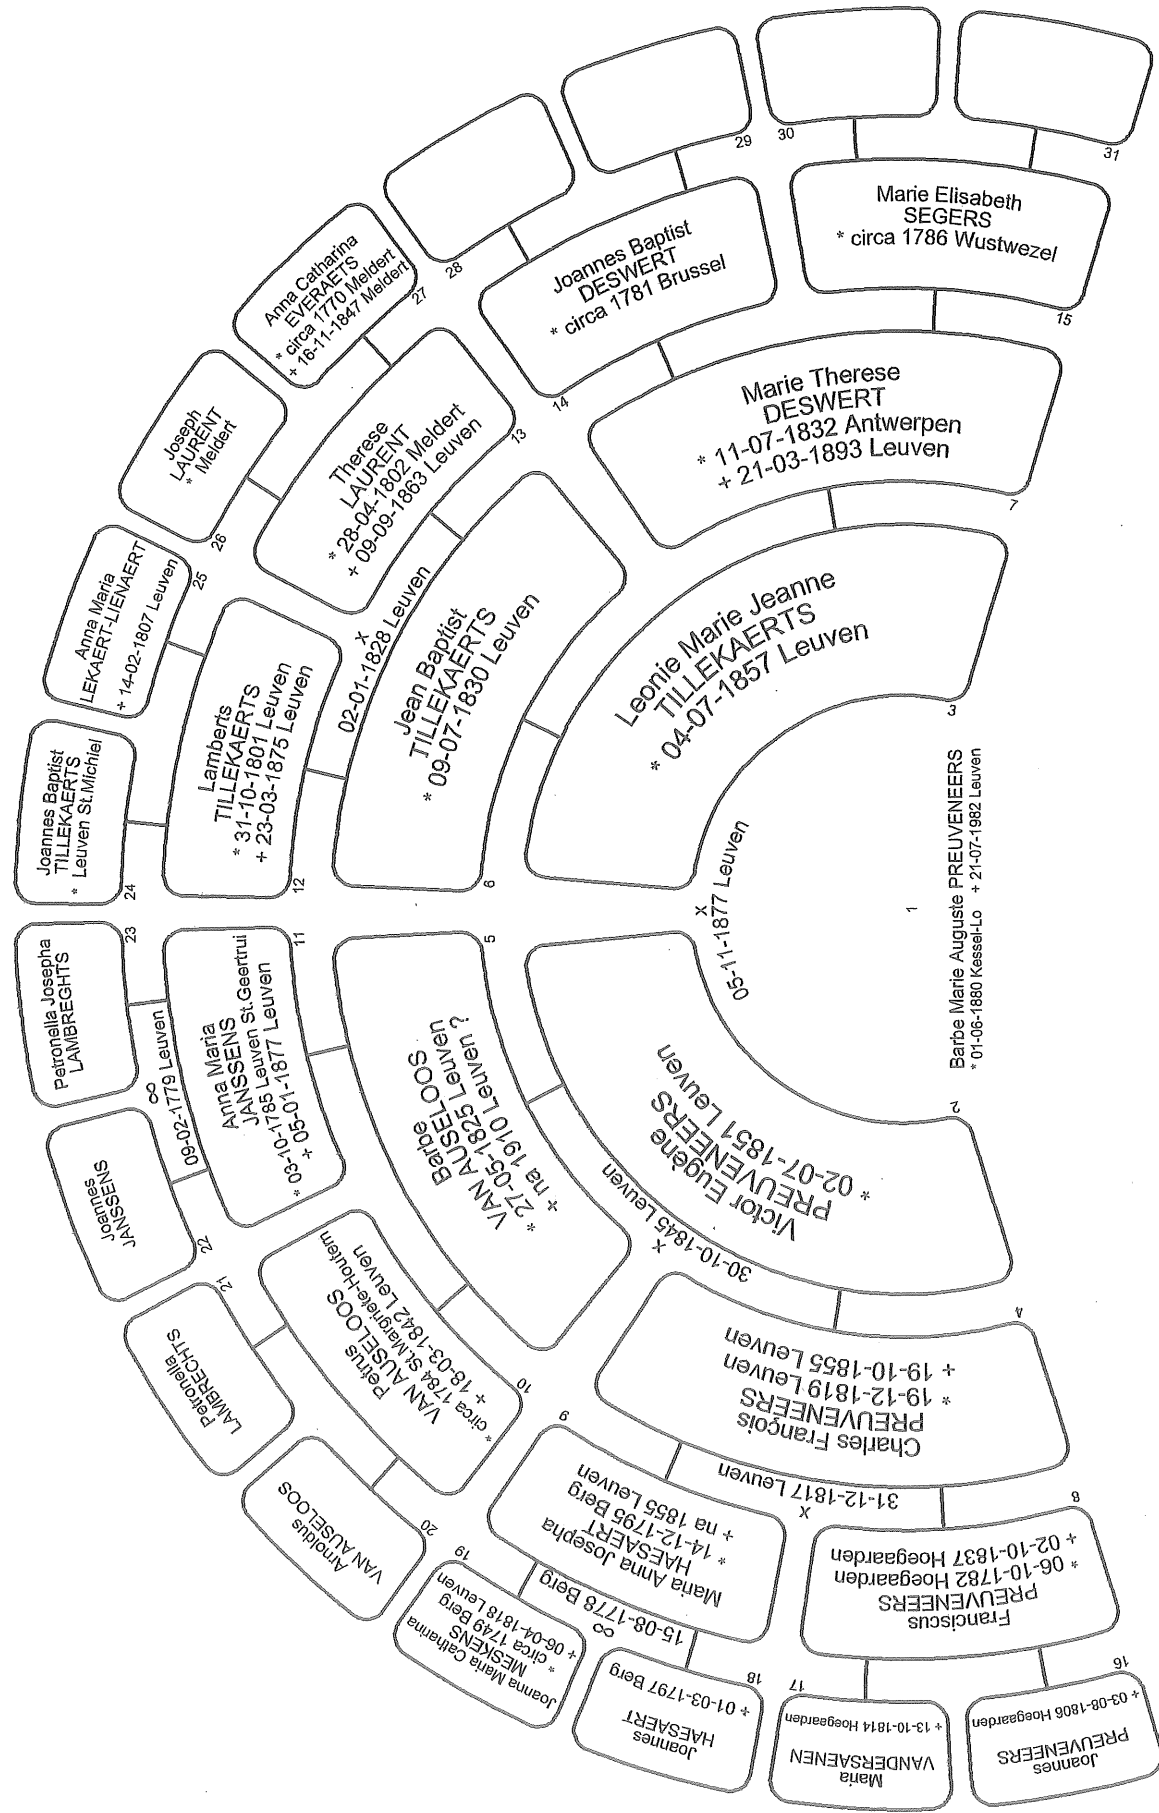 1
Barbe Marie Auguste PREUVENEERS
* 01-06-1880 Kessel-Lo + 21-07-1982 Leuven
x
05-11-1877 Leuven
2
Victor Eugène
PREUVENEERS
* 02-07-1851 Leuven
3
Leonie Marie Jeanne
TILLEKAERTS
* 04-07-1857 Leuven
x
30-10-1845 Leuven
4
Charles François
PREUVENEERS
* 19-12-1819 Leuven
+ 19-10-1855 Leuven
5
Barbe
VAN AUSELOOS
* 27-05-1825 Leuven
+ na 1910 Leuven ?
6
Jean Baptist
TILLEKAERTS
* 09-07-1830 Leuven
7
Marie Therese
DESWERT
* 11-07-1832 Antwerpen
+ 21-03-1893 Leuven
x
31-12-1817 Leuven
8
Franciscus
PREUVENEERS
* 06-10-1782 Hoegaarden
+ 02-10-1837 Hoegaarden
9
Maria Anna Josepha
HAESAERT
* 14-12-1795 Berg
+ na 1855 Leuven
10
Petrus
VAN AUSELOOS
* circa 1784 St.Margriete-Houtem
+ 18-03-1842 Leuven
11
Anna Maria
JANSSENS
* 03-10-1785 Leuven St.Geertrui
+ 05-01-1877 Leuven
x
02-01-1828 Leuven
12
Lamberts
TILLEKAERTS
* 31-10-1801 Leuven
+ 23-03-1875 Leuven
13
Therese
LAURENT
* 28-04-1802 Meldert
+ 09-09-1863 Leuven
14
Joannes Baptist
DESWERT
* circa 1781 Brussel
15
Marie Elisabeth
SEGERS
* circa 1786 Wustwezel
16
Joannes
PREUVENEERS
+ 03-08-1806 Hoegaarden
17
Maria
VANDERSAENEN
+ 13-10-1814 Hoegaarden
∞
15-08-1778 Berg
18
Joannes
HAESAERT
+ 01-03-1797 Berg
19
Joanna Maria Catharina
MESKENS
* circa 1749 Berg
+ 06-04-1818 Leuven
20
Arnoldus
VAN AUSELOOS
21
Petronella
LAMBRECHTS
∞
09-02-1779 Leuven
22
Joannes
JANSSENS
23
Petronella Josepha
LAMBREGHTS
24
Joannes Baptist
TILLEKAERTS
* Leuven St.Michiel
25
Anna Maria
LEKAERT-LIENAERT
+ 14-02-1807 Leuven
26
Joseph
LAURENT
* Meldert
27
Anna Catharina
EVERAETS
* circa 1770 Meldert
+ 16-11-1847 Meldert
28
29
30
31